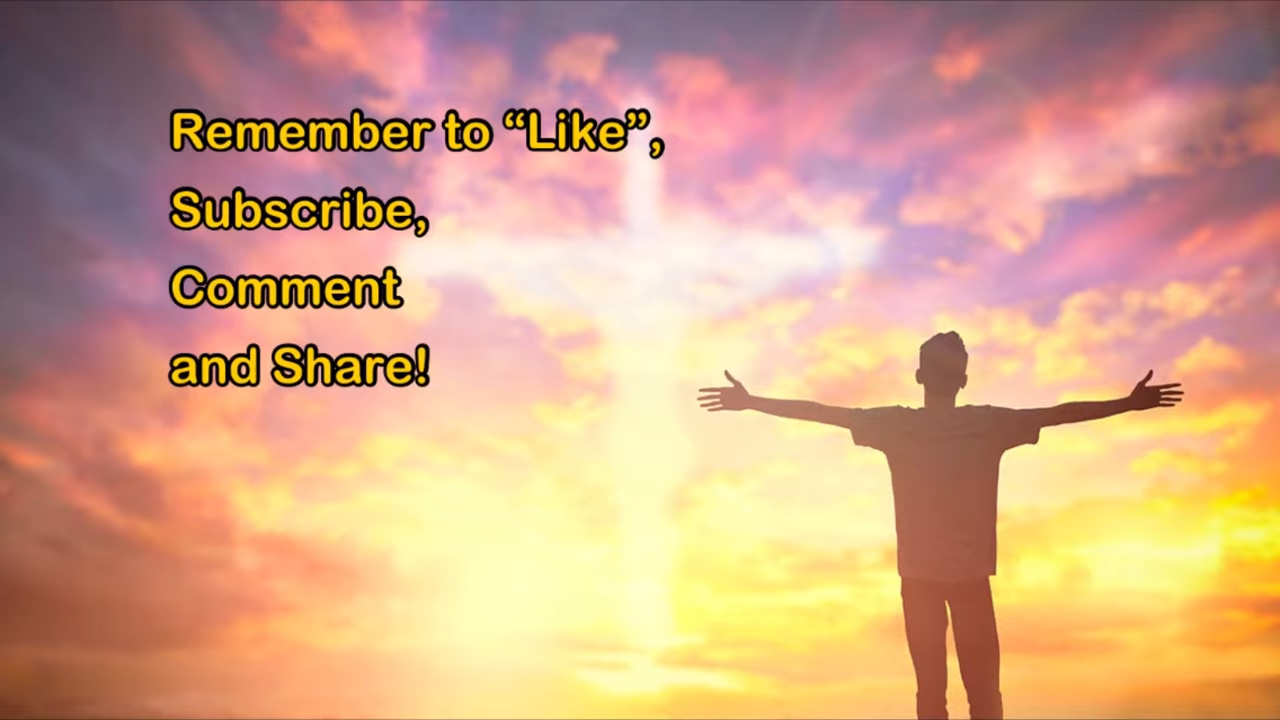 Remember to “Like”,
Subscribe,
Comment
and Share!